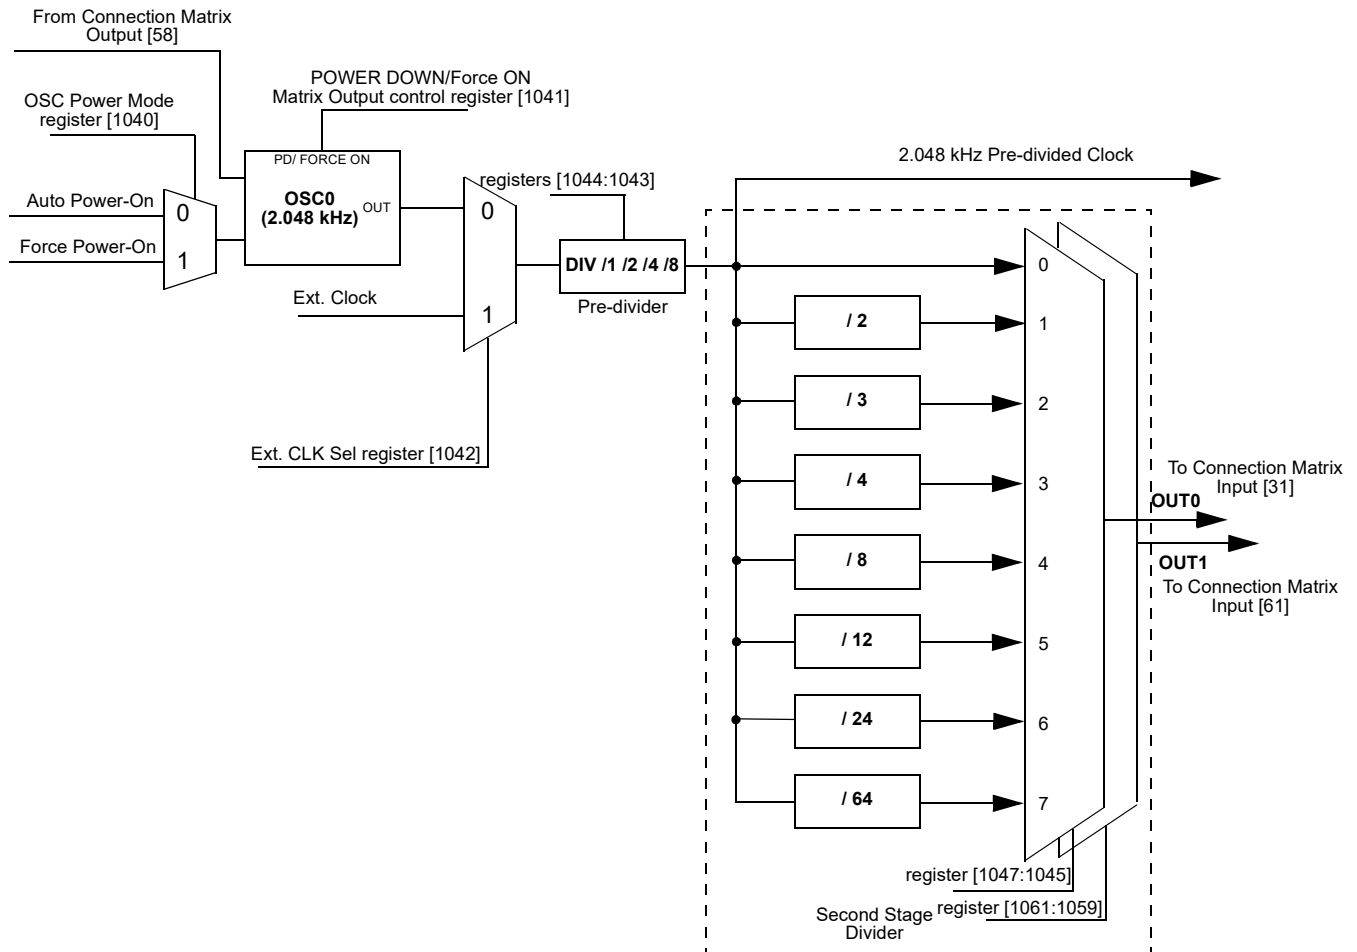 From Connection Matrix
Output [58]
POWER DOWN/Force ON
Matrix Output control register [1041]
OSC Power Mode
register [1040]
PD/ FORCE ON
OSC0
(2.048 kHz)
OUT
Auto Power-On
Force Power-On
0
1
0
1
Ext. Clock
Ext. CLK Sel register [1042]
registers [1044:1043]
DIV /1 /2 /4 /8
Pre-divider
2.048 kHz Pre-divided Clock
0
/ 2
1
/ 3
2
/ 4
3
/ 8
4
/ 12
5
/ 24
6
/ 64
7
To Connection Matrix
Input [31]
OUT0
OUT1
To Connection Matrix
Input [61]
register [1047:1045]
register [1061:1059]
Second Stage
Divider